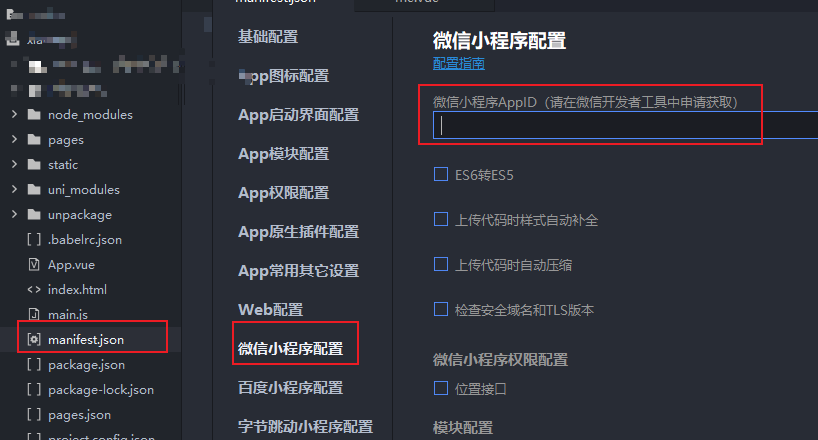 node_modules
pages
static
uni_modules
unpackage
.babelrc.json
App.vue
index.html
main.js
manifest.json
package.json
package-lock.json
pages.json
project.config.json
manifest.json
me.vue
基础配置
App图标配置
App启动界面配置
App模块配置
App权限配置
App原生插件配置
App常用其它设置
Web配置
微信小程序配置
百度小程序配置
字节跳动小程序配置
微信小程序配置
配置指南
微信小程序AppID（请在微信开发者工具中申请获取）
ES6转ES5
上传代码时样式自动补全
上传代码时自动压缩
检查安全域名和TLS版本
微信小程序权限配置
位置接口
模块配置